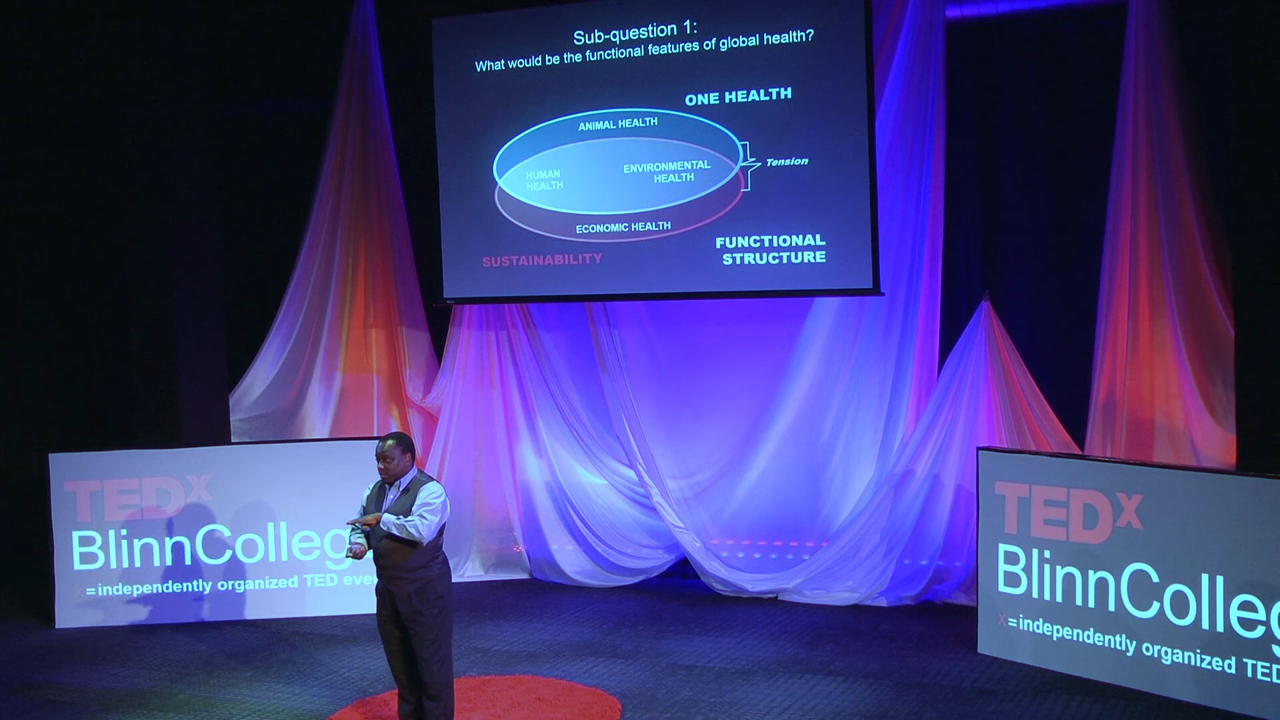 Sub-question 1:
What would be the functional features of global health?
ONE HEALTH
ANIMAL HEALTH
HUMAN
HEALTH
ENVIRONMENTAL
HEALTH
Tension
ECONOMIC HEALTH
SUSTAINABILITY
FUNCTIONAL
STRUCTURE
TEDx
BlinnColleg
x=independently organized TED eve
TEDx
BlinnColleg
x=independently organized TED